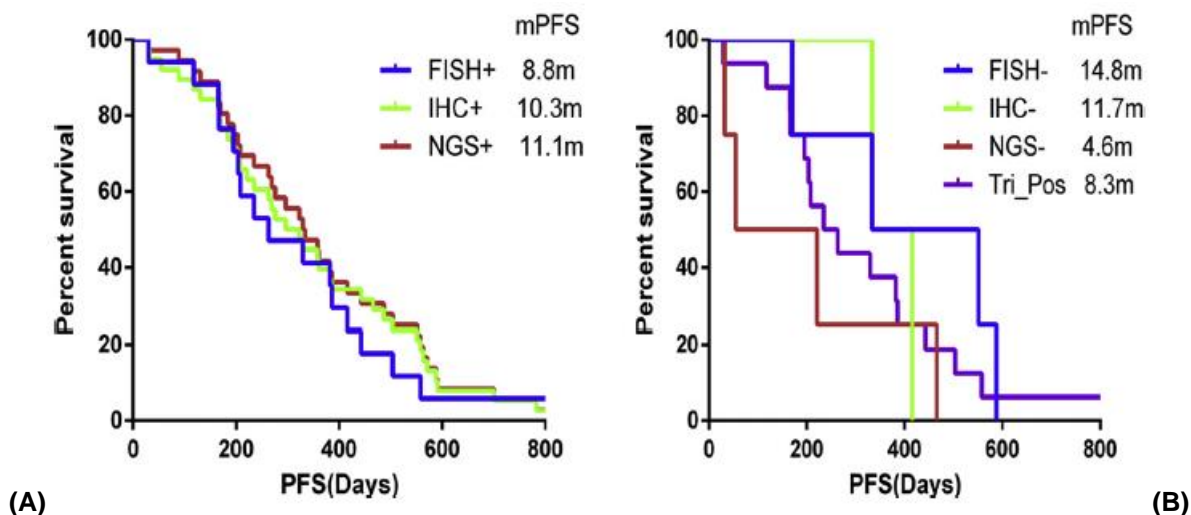 mPFS
FISH+ 8.8m
IHC+ 10.3m
NGS+ 11.1m
100
80
60
40
20
0
Percent survival
0 200 400 600 800
PFS(Days)
(A)
mPFS
FISH- 14.8m
IHC- 11.7m
NGS- 4.6m
Tri_Pos 8.3m
100
80
60
40
20
0
Percent survival
0 200 400 600 800
PFS(Days)
(B)